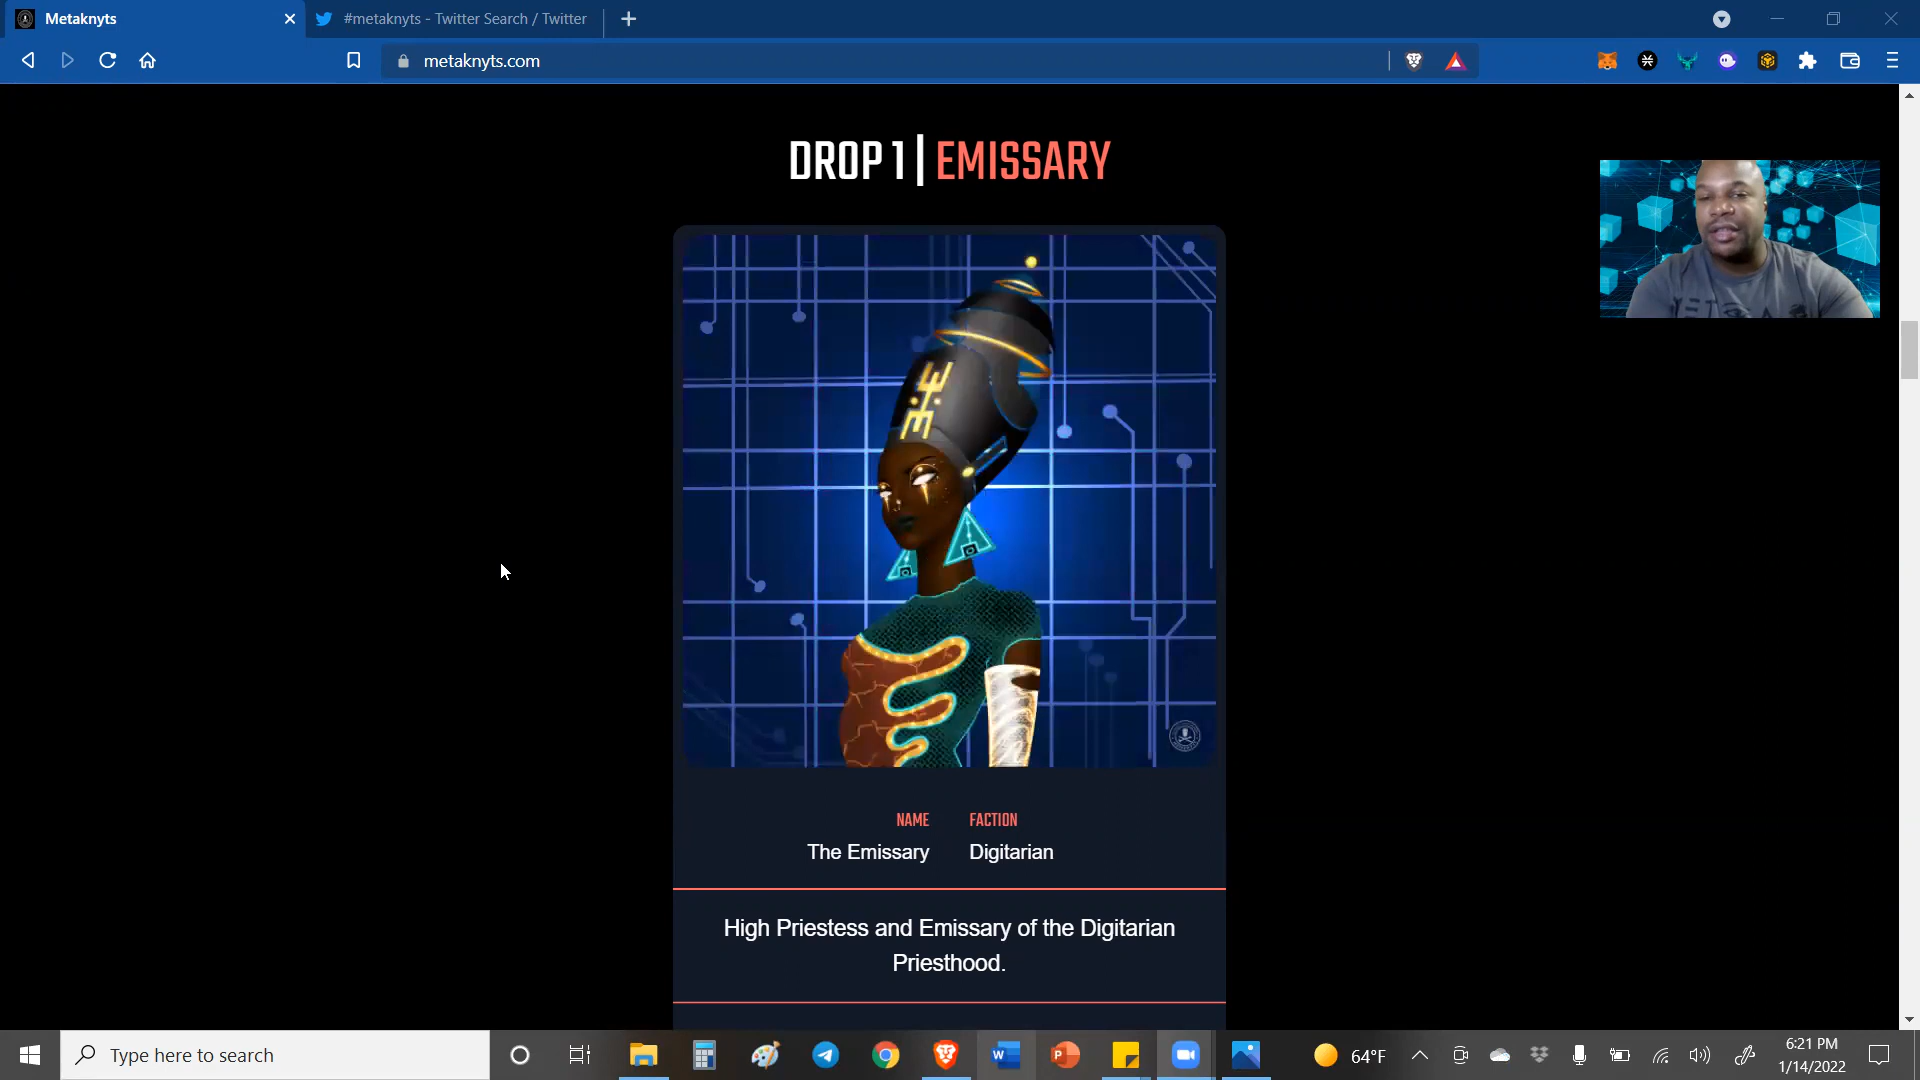 Metaknyts
#metaknyts - Twitter Search / Twitter
metaknyts.com
DROP 1 | EMISSARY
NAME
FACTION
The Emissary
Digitarian
High Priestess and Emissary of the Digitarian
Priesthood.
Type here to search
64°F
6:21 PM
1/14/2022